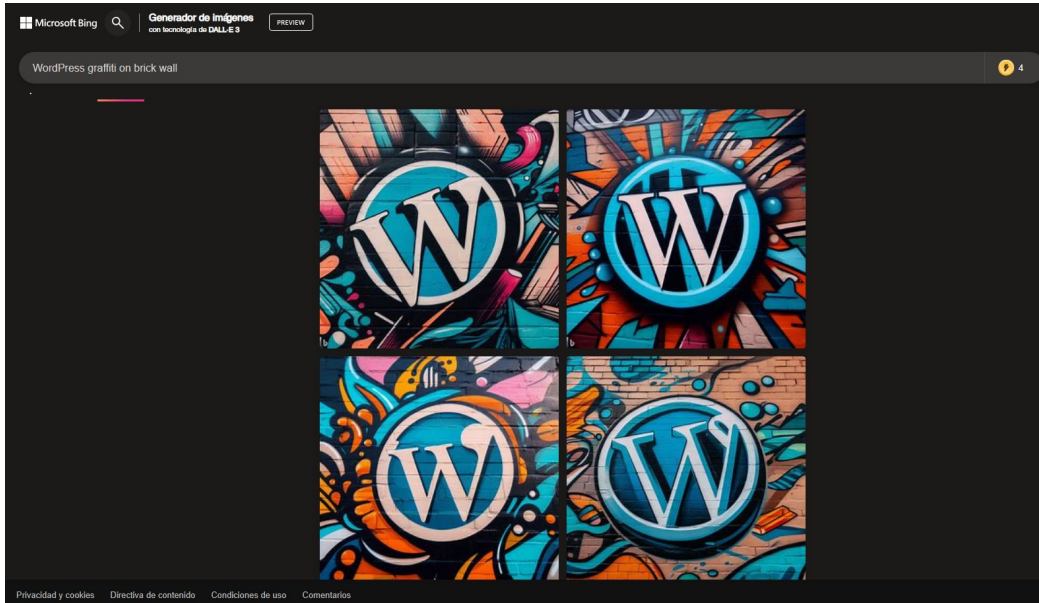 Microsoft Bing
Generador de imágenes
con tecnología de DALL·E 3
PREVIEW
WordPress graffiti on brick wall
4
W
W
W
W
Privacidad y cookies Directiva de contenido Condiciones de uso Comentarios